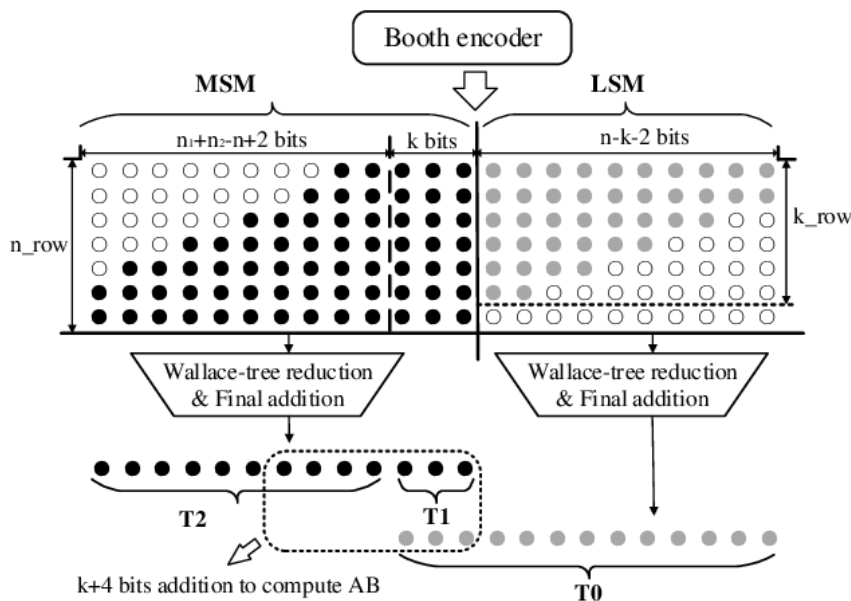 Booth encoder
MSM
LSM
n₁+n₂-n+2 bits
k bits
n-k-2 bits
n_row
k_row
Wallace-tree reduction
& Final addition
Wallace-tree reduction
& Final addition
T2
T1
k+4 bits addition to compute AB
T0